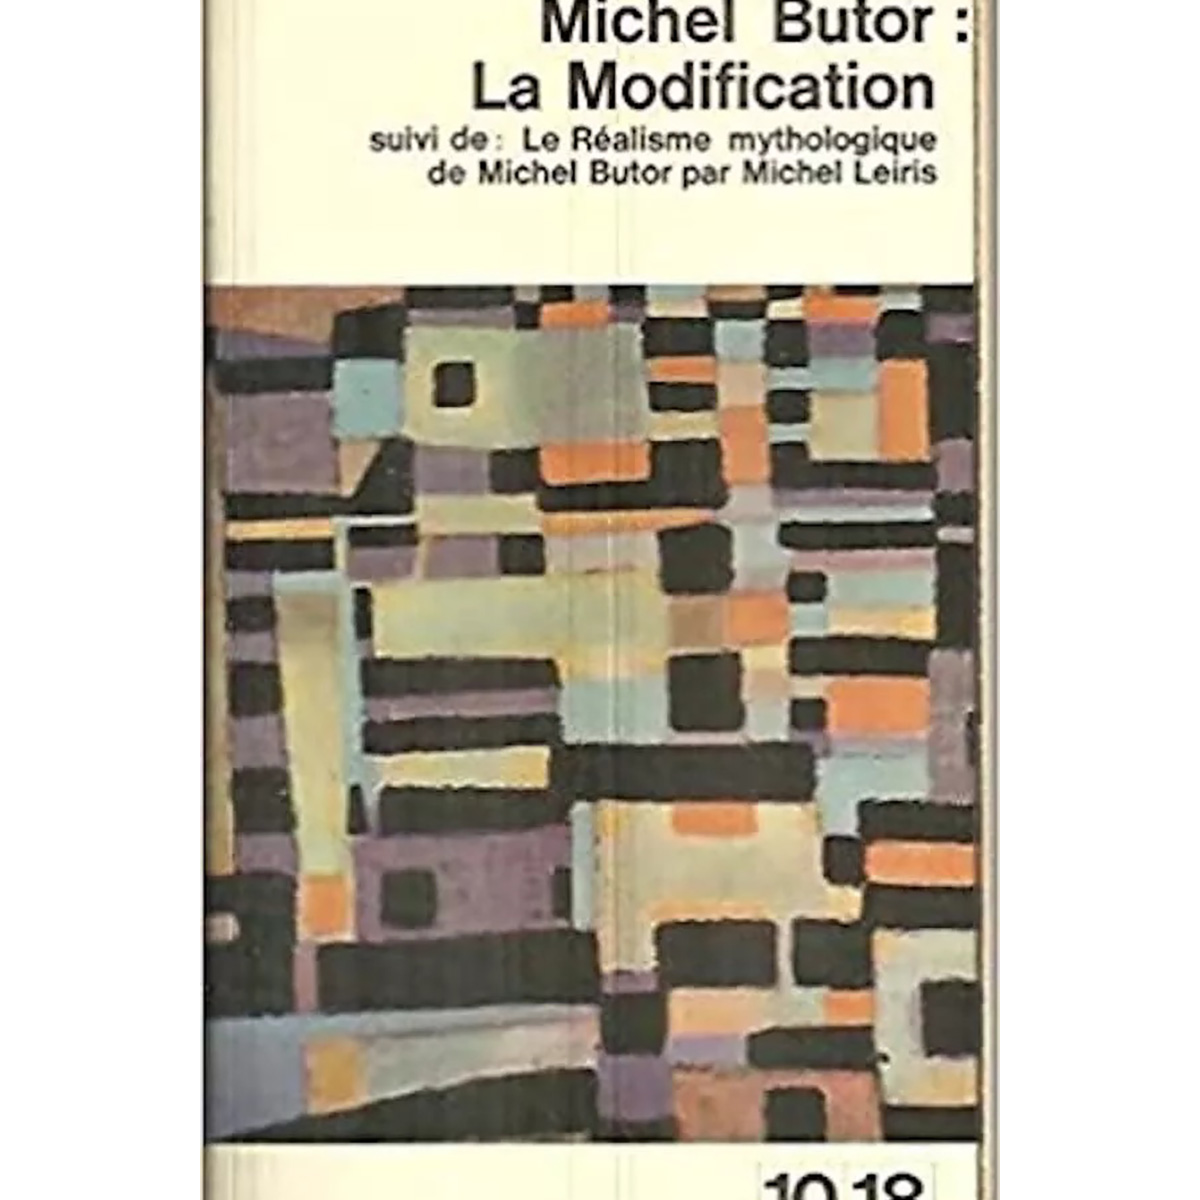 Michel Butor :
La Modification
suivi de : Le Réalisme mythologique
de Michel Butor par Michel Leiris
10 18